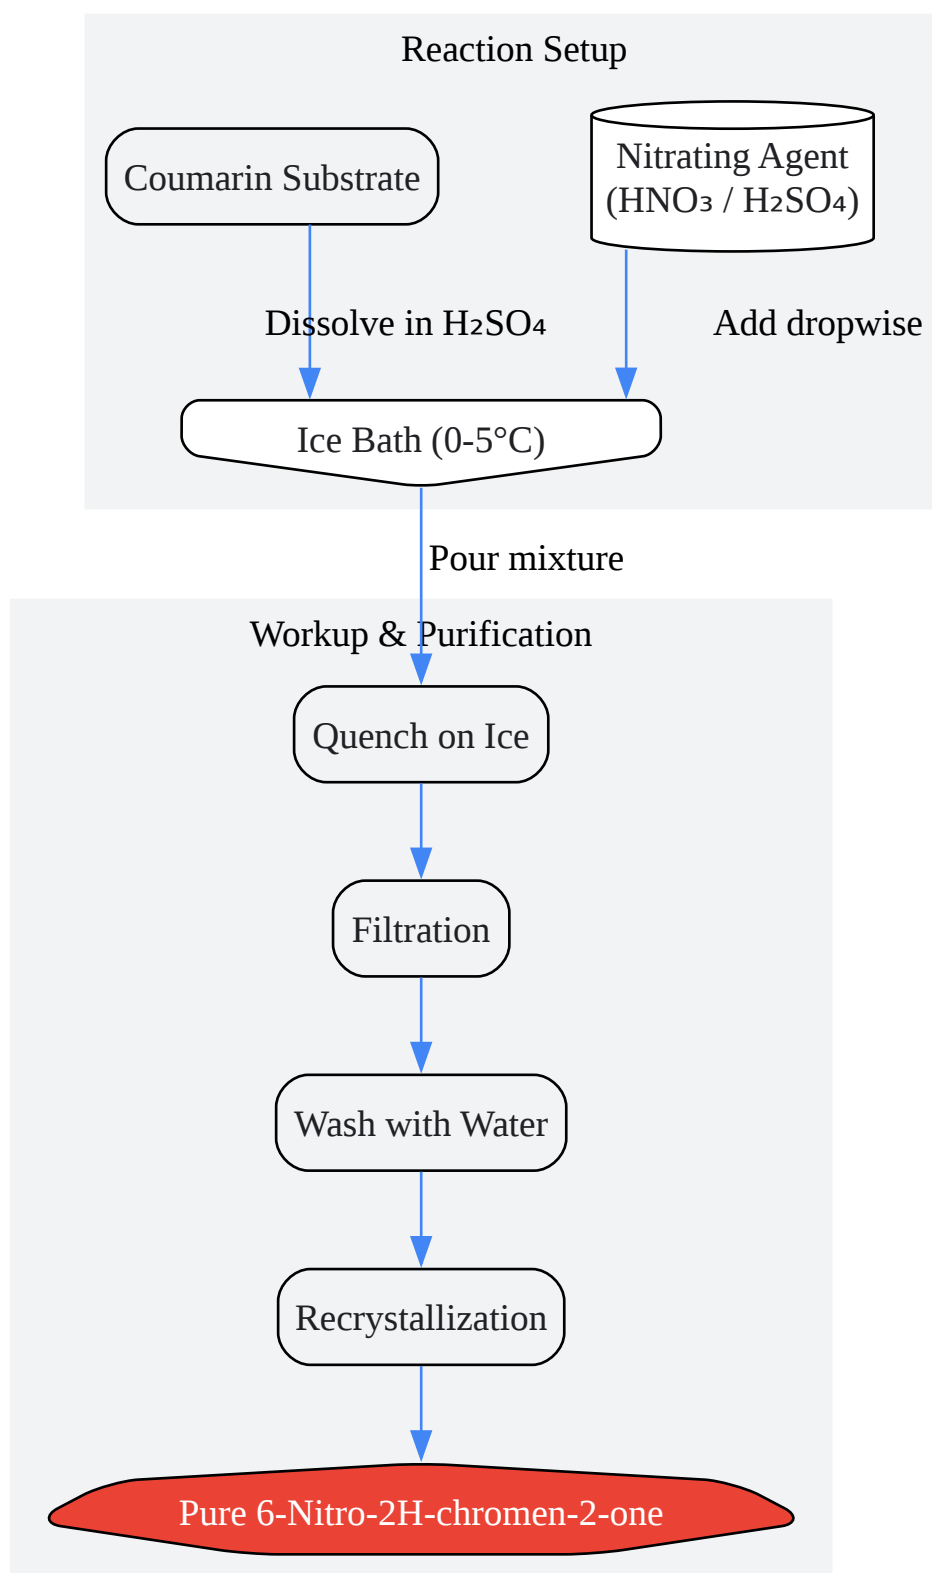 Reaction Setup
Coumarin Substrate
Nitrating Agent
(HNO₃ / H₂SO₄)
Dissolve in H₂SO₄
Add dropwise
Ice Bath (0-5°C)
Pour mixture
Workup & Purification
Quench on Ice
Filtration
Wash with Water
Recrystallization
Pure 6-Nitro-2H-chromen-2-one